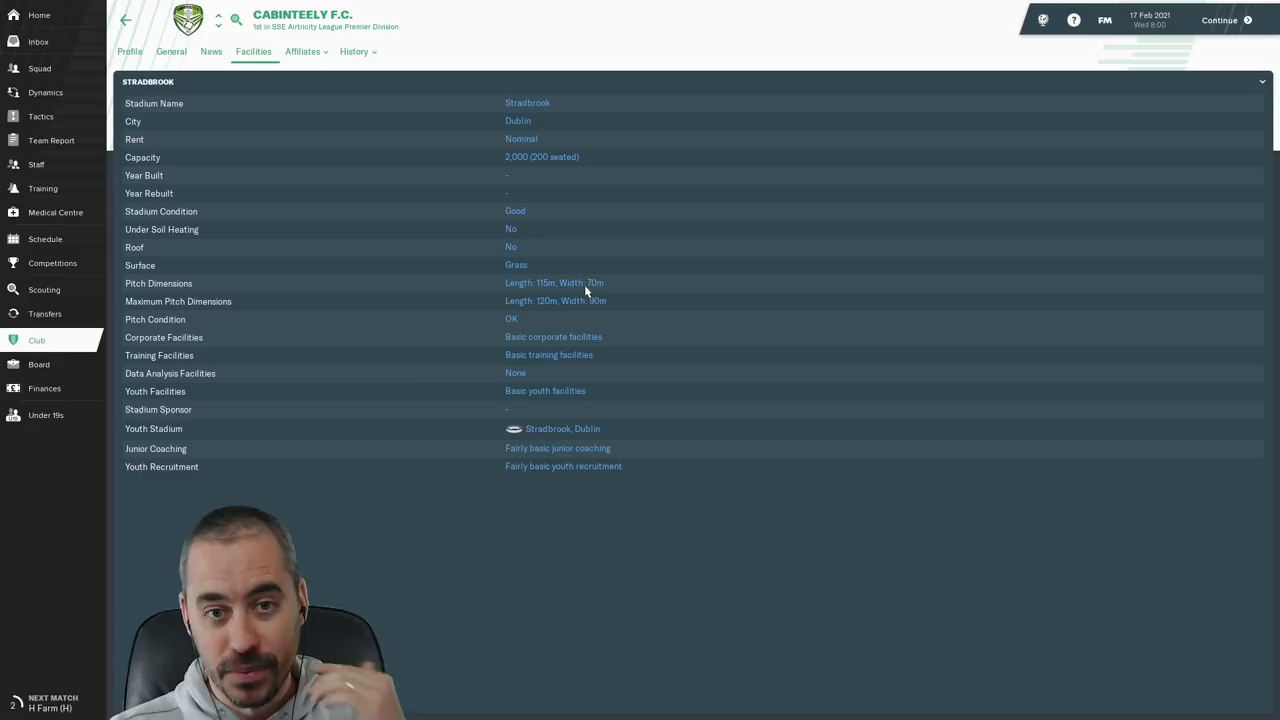 Home
Inbox
Squad
Dynamics
Tactics
Team Report
Staff
Training
Medical Centre
Schedule
Competitions
Scouting
Transfers
Club
Board
Finances
Under 19s
2 NEXT MATCH
H Farm (H)
CABINTEELY F.C.
1st in SSE Airtricity League Premier Division
? FM 17 Feb 2021 Continue
Wed 8:00
Profile General News Facilities Affiliates History
STRADBROOK
Stadium Name Stradbrook
City Dublin
Rent Nominal
Capacity 2,000 (200 seated)
Year Built -
Year Rebuilt -
Stadium Condition Good
Under Soil Heating No
Roof No
Surface Grass
Pitch Dimensions Length: 115m, Width: 70m
Maximum Pitch Dimensions Length: 120m, Width: 90m
Pitch Condition OK
Corporate Facilities Basic corporate facilities
Training Facilities Basic training facilities
Data Analysis Facilities None
Youth Facilities Basic youth facilities
Stadium Sponsor -
Youth Stadium Stradbrook, Dublin
Junior Coaching Fairly basic junior coaching
Youth Recruitment Fairly basic youth recruitment